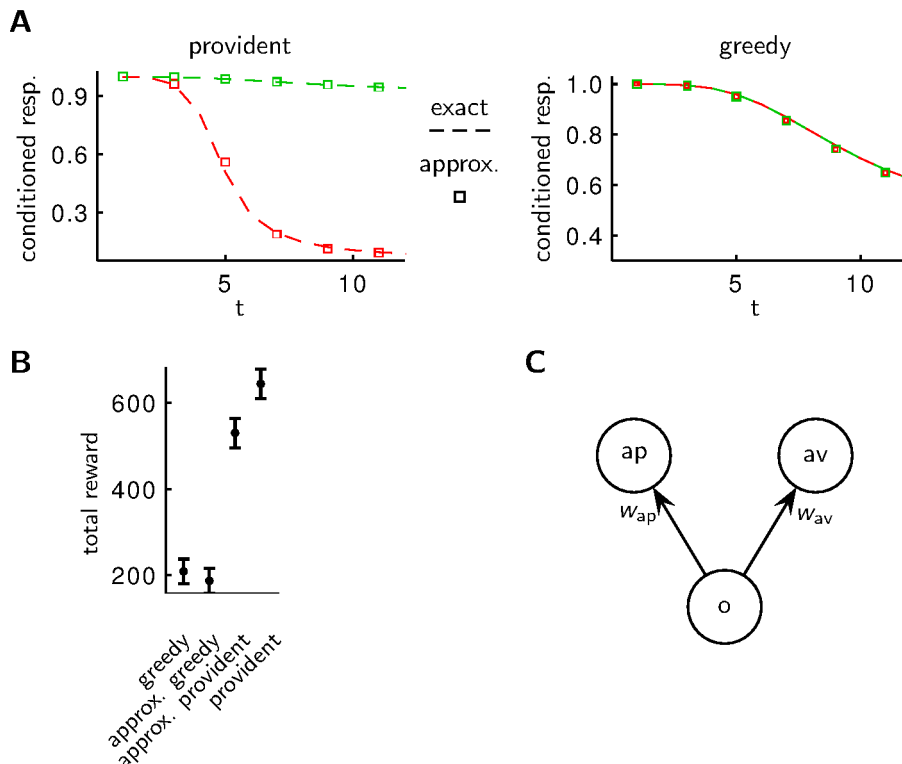 A
provident
greedy
conditioned resp.
0.9
0.6
0.3
5
10
t
exact
approx.
conditioned resp.
1.0
0.8
0.6
0.4
5
10
t
B
total reward
600
400
200
greedy
approx. greedy
approx. provident
provident
C
ap
av
wap
wav
o